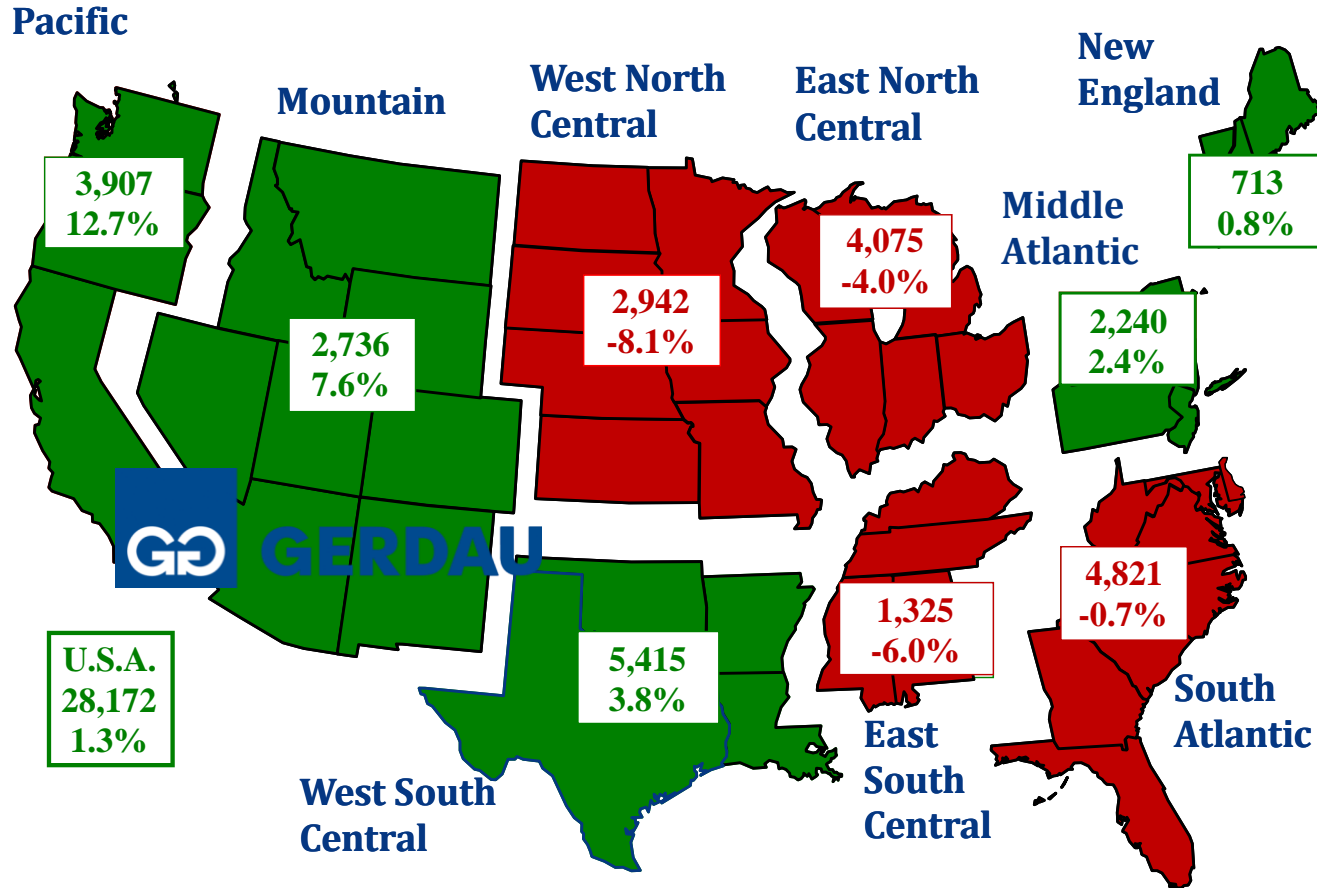 Pacific
Mountain
West North
Central
East North
Central
New
England
3,907
12.7%
713
0.8%
4,075
-4.0%
Middle
Atlantic
2,942
-8.1%
2,736
7.6%
2,240
2.4%
GG GERDAU
1,325
-6.0%
4,821
-0.7%
U.S.A.
28,172
1.3%
5,415
3.8%
South
Atlantic
East
South
Central
West South
Central